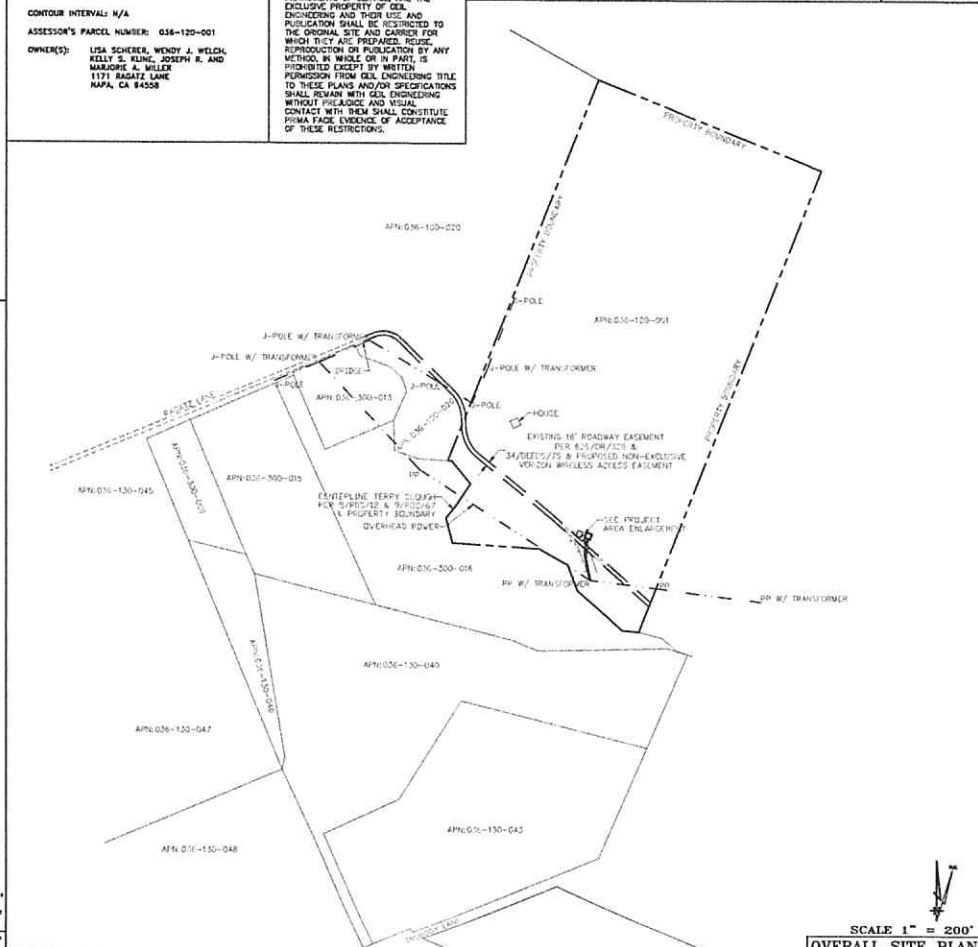 CONTOUR INTERVAL: N/A
ASSESSOR'S PARCEL NUMBER: 036-120-001
OWNER(S): LISA SCHERER, WENDY J. WELCH,
KELLY S. KLINE, JOSEPH R. AND
MARJORIE A. MILLER
1171 RAGATZ LANE
NAPA, CA 94558
EXCLUSIVE PROPERTY OF GEIL
ENGINEERING AND THEIR USE AND
PUBLICATION SHALL BE RESTRICTED TO
THE ORIGINAL SITE AND CARRIER FOR
WHICH THEY ARE PREPARED. REUSE,
REPRODUCTION OR PUBLICATION BY ANY
METHOD, IN WHOLE OR IN PART, IS
PROHIBITED EXCEPT BY WRITTEN
PERMISSION FROM GEIL ENGINEERING TITLE
TO THESE PLANS AND/OR SPECIFICATIONS
SHALL REMAIN WITH GEIL ENGINEERING
WITHOUT PREJUDICE AND VISUAL
CONTACT WITH THEM SHALL CONSTITUTE
PRIMA FACIE EVIDENCE OF ACCEPTANCE
OF THESE RESTRICTIONS.
PROPERTY BOUNDARY
PROPERTY BOUNDARY
APN:036-100-020
J-POLE
APN:036-120-001
J-POLE W/ TRANSFORMER
J-POLE W/ TRANSFORMER
J-POLE W/ TRANSFORMER
BRIDGE
J-POLE
J-POLE
J-POLE
APN:036-300-013
APN:036-100-020
RAGATZ LANE
HOUSE
PROPERTY BOUNDARY
EXISTING 18' ROADWAY EASEMENT
&
& PROPOSED NON-EXCLUSIVE
VERIZON WIRELESS ACCESS EASEMENT
APN:036-130-045
APN:036-300-015
PP
CENTERLINE TERRY SLOUGH
PER 5/ROS/12 & 9/ROS/67
& PROPERTY BOUNDARY
OVERHEAD POWER
SEE PROJECT
AREA ENLARGEMENT
APN:036-300-016
PP W/ TRANSFORMER
PP
PP W/ TRANSFORMER
APN:036-130-040
APN:036-130-047
APN:036-130-043
APN:036-130-048
LANE
SCALE 1" = 200'
OVERALL SITE PLAN